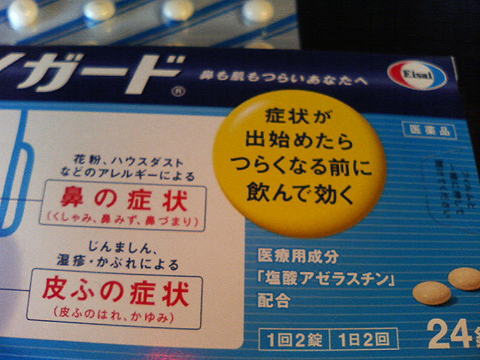 ガード®
鼻も肌もつらいあなたへ
Eisai
症状が
出始めたら
つらくなる前に
飲んで効く
医薬品
花粉、ハウスダスト
などのアレルギーによる
鼻の症状
(くしゃみ、鼻みず、鼻づまり)
じんましん、
湿疹・かぶれによる
皮ふの症状
(皮ふのはれ、かゆみ)
医療用成分
「塩酸アゼラスチン」
配合
1回2錠
1日2回
24錠